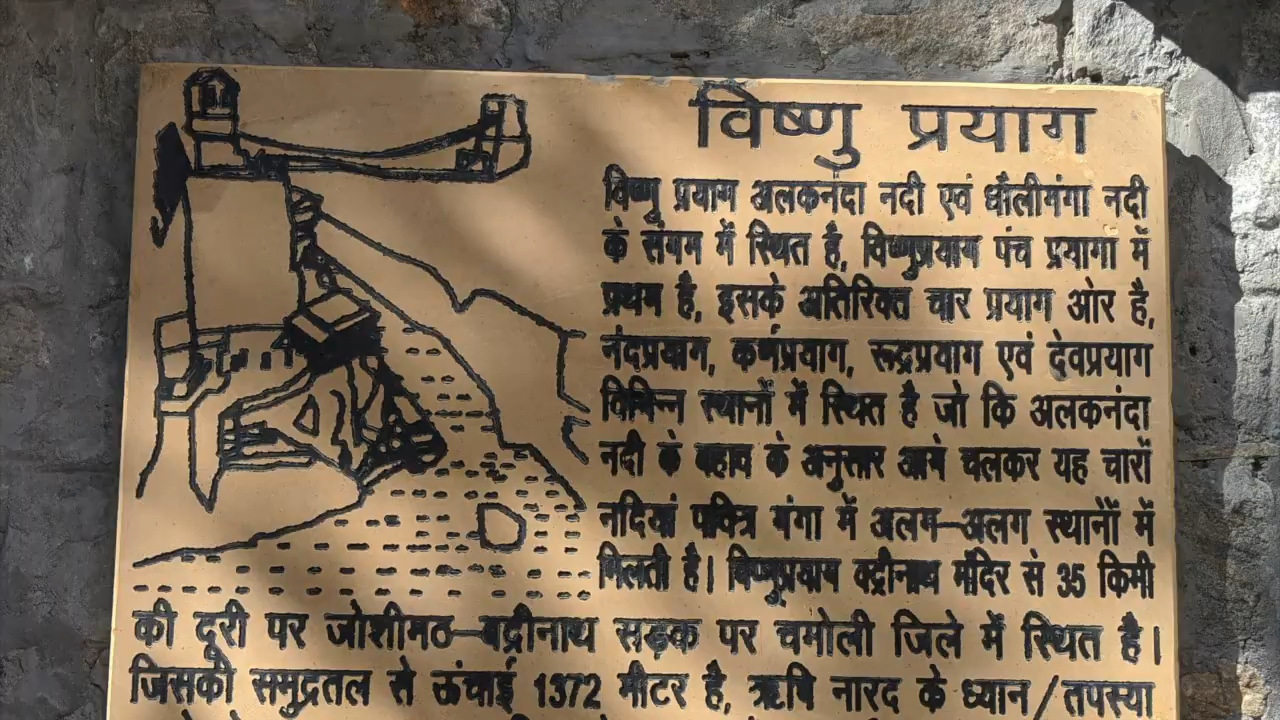 विष्णु प्रयाग
विष्णु प्रयाग अलकनंदा नदी एवं धौलीगंगा नदी
के संगम में स्थित है, विष्णुप्रयाग पंच प्रयागा में
प्रथम है, इसके अतिरिक्त चार प्रयाग ओर है,
नंदप्रयाग, कर्णप्रयाग, रूद्रप्रयाग एवं देवप्रयाग
विभिन्न स्थानों में स्थित है जो कि अलकनंदा
नदी के बहाव के अनुसार आगे चलकर यह चारों
नदियां पवित्र गंगा में अलग–अलग स्थानों में
मिलती है। विष्णुप्रयाग बद्रीनाथ मंदिर से 35 किमी
की दूरी पर जोशीमठ–बद्रीनाथ सड़क पर चमोली जिले में स्थित है।
जिसकी समुद्रतल से ऊंचाई 1372 मीटर है, ऋषि नारद के ध्यान/तपस्या